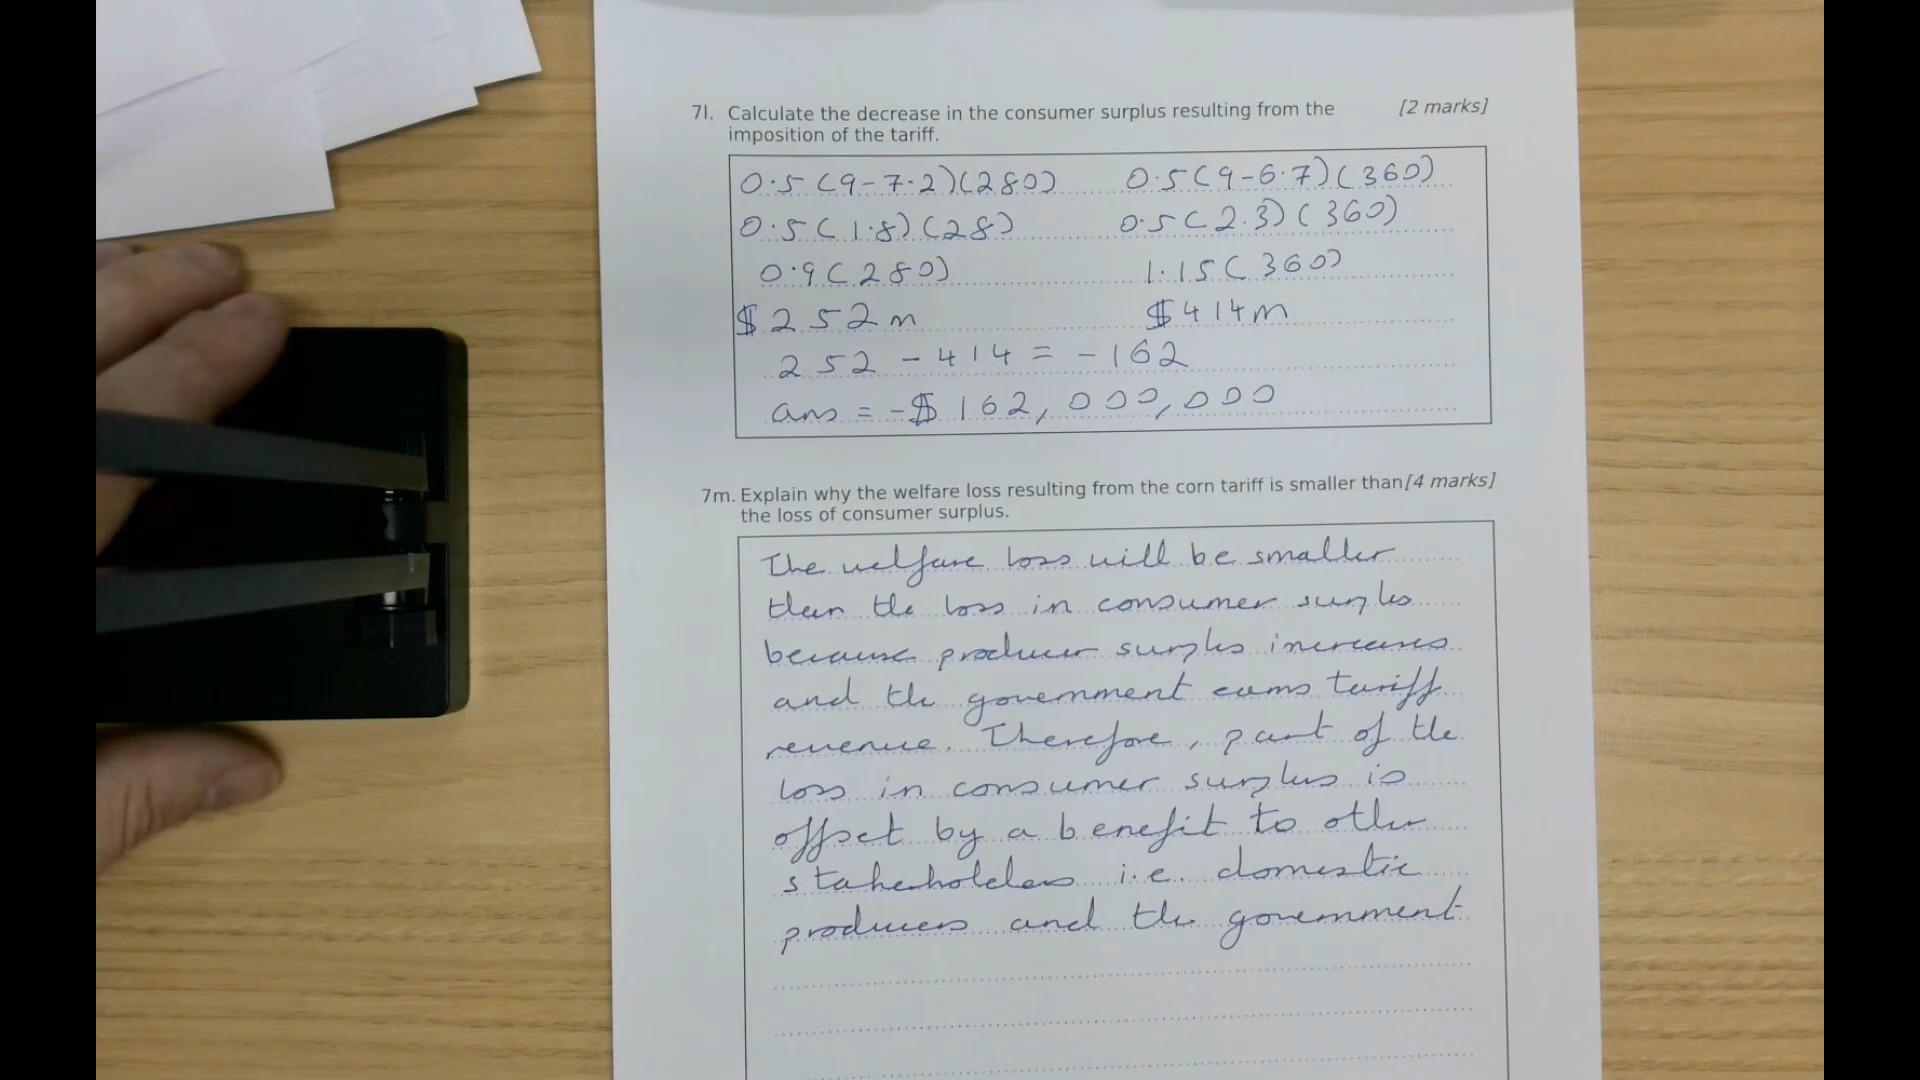 7l. Calculate the decrease in the consumer surplus resulting from the [2 marks]
imposition of the tariff.
0.5(9-7.2)(280) 0.5(9-6.7)(360)
0.5(1.8)(28) 0.5(2.3)(360)
0.9(280) 1.15(360)
$252m $414m
252 - 414 = -162
ans = -$162,000,000
7m. Explain why the welfare loss resulting from the corn tariff is smaller than [4 marks]
the loss of consumer surplus.
The welfare loss will be smaller
than the loss in consumer surplus
because producer surplus increases
and the government earns tariff
revenue. Therefore, part of the
loss in consumer surplus is
offset by a benefit to other
stakeholders i.e. domestic
producers and the government